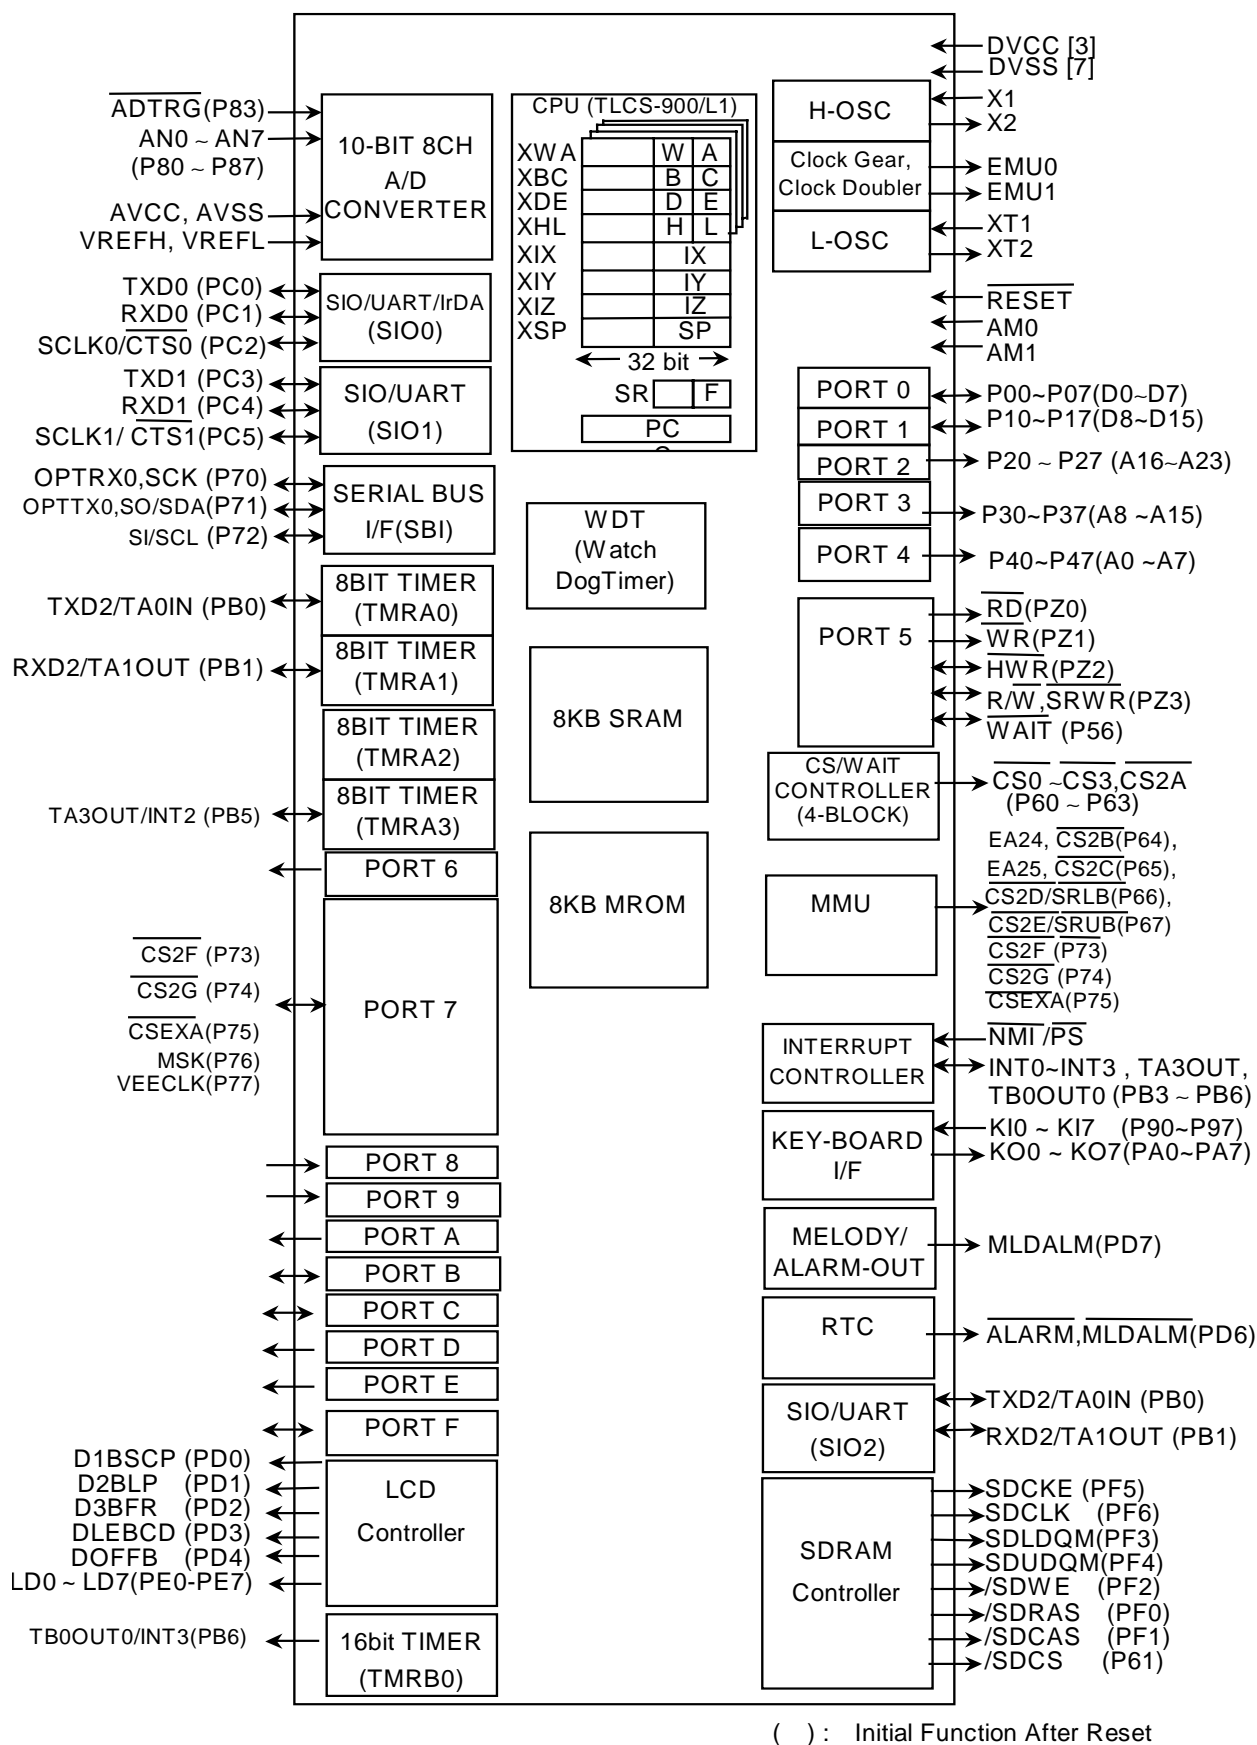 DVCC [3]
DVSS [7]
ADTRG(P83)
AN0 ~ AN7
(P80 ~ P87)
AVCC, AVSS
VREFH, VREFL
10-BIT 8CH
A/D
CONVERTER
TXD0 (PC0)
RXD0 (PC1)
SCLK0/CTS0 (PC2)
SIO/UART/IrDA
(SIO0)
TXD1 (PC3)
RXD1 (PC4)
SCLK1/ CTS1(PC5)
SIO/UART
(SIO1)
OPTRX0,SCK (P70)
OPTTX0,SO/SDA(P71)
SI/SCL (P72)
SERIAL BUS
I/F(SBI)
TXD2/TA0IN (PB0)
8BIT TIMER
(TMRA0)
RXD2/TA1OUT (PB1)
8BIT TIMER
(TMRA1)
8BIT TIMER
(TMRA2)
TA3OUT/INT2 (PB5)
8BIT TIMER
(TMRA3)
PORT 6
CS2F (P73)
CS2G (P74)
CSEXA(P75)
MSK(P76)
VEECLK(P77)
PORT 7
PORT 8
PORT 9
PORT A
PORT B
PORT C
PORT D
PORT E
PORT F
D1BSCP (PD0)
D2BLP (PD1)
D3BFR (PD2)
DLEBCD (PD3)
DOFFB (PD4)
LD0 ~ LD7(PE0-PE7)
LCD
Controller
TB0OUT0/INT3(PB6)
16bit TIMER
(TMRB0)
CPU (TLCS-900/L1)
XWA W A
XBC B C
XDE D E
XHL H L
XIX IX
XIY IY
XIZ IZ
XSP SP
32 bit
SR F
PC
WDT
(Watch
DogTimer)
8KB SRAM
8KB MROM
H-OSC
X1
X2
Clock Gear,
Clock Doubler
EMU0
EMU1
L-OSC
XT1
XT2
RESET
AM0
AM1
PORT 0
P00~P07(D0~D7)
PORT 1
P10~P17(D8~D15)
PORT 2
P20 ~ P27 (A16~A23)
PORT 3
P30~P37(A8 ~A15)
PORT 4
P40~P47(A0 ~A7)
PORT 5
RD(PZ0)
WR(PZ1)
HWR(PZ2)
R/W,SRWR(PZ3)
WAIT (P56)
CS/WAIT
CONTROLLER
(4-BLOCK)
CS0 ~CS3,CS2A
(P60 ~ P63)
MMU
EA24, CS2B(P64),
EA25, CS2C(P65),
CS2D/SRLB(P66),
CS2E/SRUB(P67)
CS2F (P73)
CS2G (P74)
CSEXA(P75)
INTERRUPT
CONTROLLER
NMI /PS
INT0~INT3 , TA3OUT,
TB0OUT0 (PB3 ~ PB6)
KEY-BOARD
I/F
KI0 ~ KI7 (P90~P97)
KO0 ~ KO7(PA0~PA7)
MELODY/
ALARM-OUT
MLDALM(PD7)
RTC
ALARM,MLDALM(PD6)
SIO/UART
(SIO2)
TXD2/TA0IN (PB0)
RXD2/TA1OUT (PB1)
SDRAM
Controller
SDCKE (PF5)
SDCLK (PF6)
SDLDQM(PF3)
SDUDQM(PF4)
/SDWE (PF2)
/SDRAS (PF0)
/SDCAS (PF1)
/SDCS (P61)
( ) : Initial Function After Reset